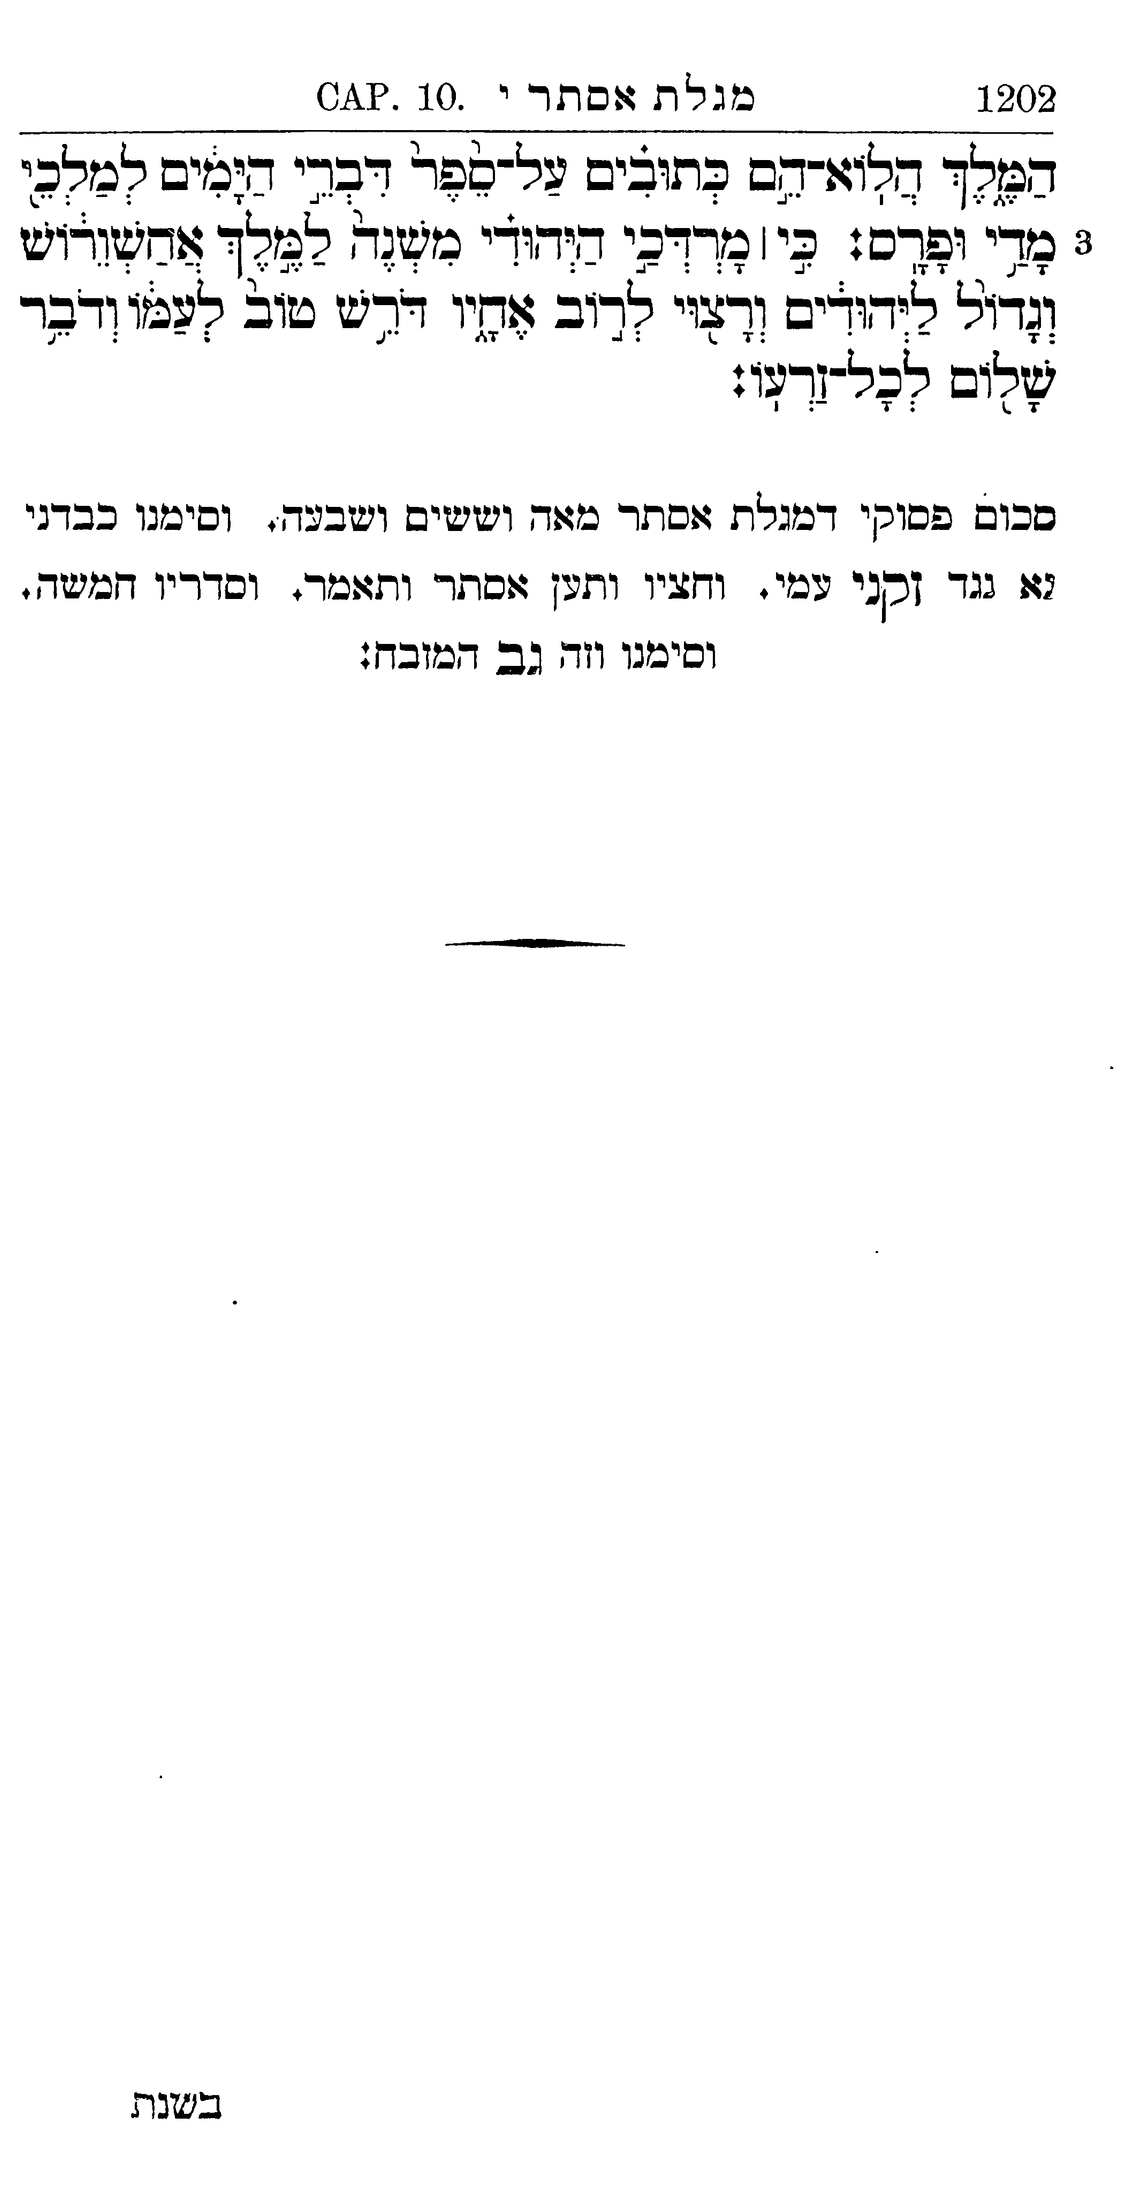 1202 מגלת אסתר י CAP. 10.
הַמֶּ֑לֶךְ הֲלֽוֹא־הֵ֣ם כְּתוּבִ֗ים עַל־סֵ֙פֶר֙ דִּבְרֵ֣י הַיָּמִ֔ים לְמַלְכֵ֖י
3 מָדַ֥י וּפָרָֽס׃ כִּ֣י ׀ מָרְדְּכַ֣י הַיְּהוּדִ֗י מִשְׁנֶה֙ לַמֶּ֣לֶךְ אֲחַשְׁוֵר֔וֹשׁ
וְגָדוֹל֙ לַיְּהוּדִ֔ים וְרָצ֖וּי לְרֹ֣וב אֶחָ֑יו דֹּרֵ֥שׁ טוֹב֙ לְעַמּ֔וֹ וְדֹבֵ֥ר
שָׁל֖וֹם לְכָל־זַרְעֽוֹ׃
סכום פסוקי דמגלת אסתר מאה וששים ושבעה. וסימנו כבדני
נא נגד זקני עמי. וחציו ותען אסתר ותאמר. וסדריו חמשה.
וסימנו וזה גב המזבח׃
בשנת